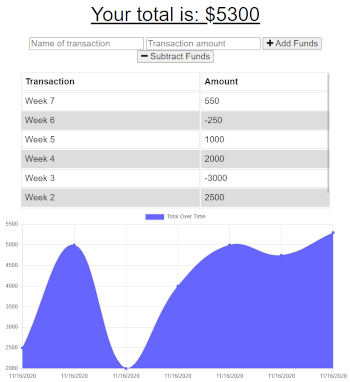 Your total is: $5300
Name of transaction Transaction amount + Add Funds
− Subtract Funds
Transaction Amount
Week 7 550
Week 6 -250
Week 5 1000
Week 4 2000
Week 3 -3000
Week 2 2500
Total Over Time
5500
5000
4500
4000
3500
3000
2500
2000
11/16/2020 11/16/2020 11/16/2020 11/16/2020 11/16/2020 11/16/2020 11/16/2020